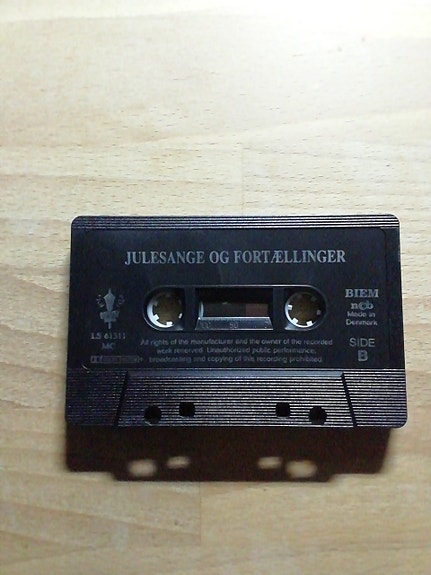 JULESANGE OG FORTÆLLINGER
BIEM
ncb
Made in
Denmark
LS 61311
MC
SIDE
B
All rights of the manufacturer and the owner of the recorded
work reserved. Unauthorized public performance,
broadcasting and copying of this recording prohibited.